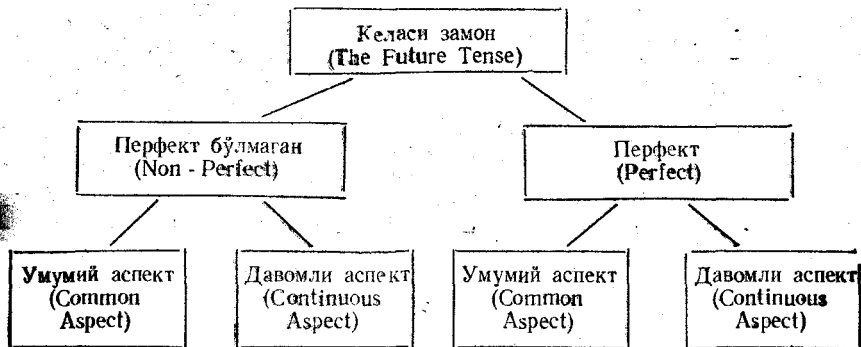 Келаси замон
(The Future Tense)
Перфект бўлмаган
(Non - Perfect)
Перфект
(Perfect)
Умумий аспект
(Common
Aspect)
Давомли аспект
(Continuous
Aspect)
Умумий аспект
(Common
Aspect)
Давомли аспект
(Continuous
Aspect)